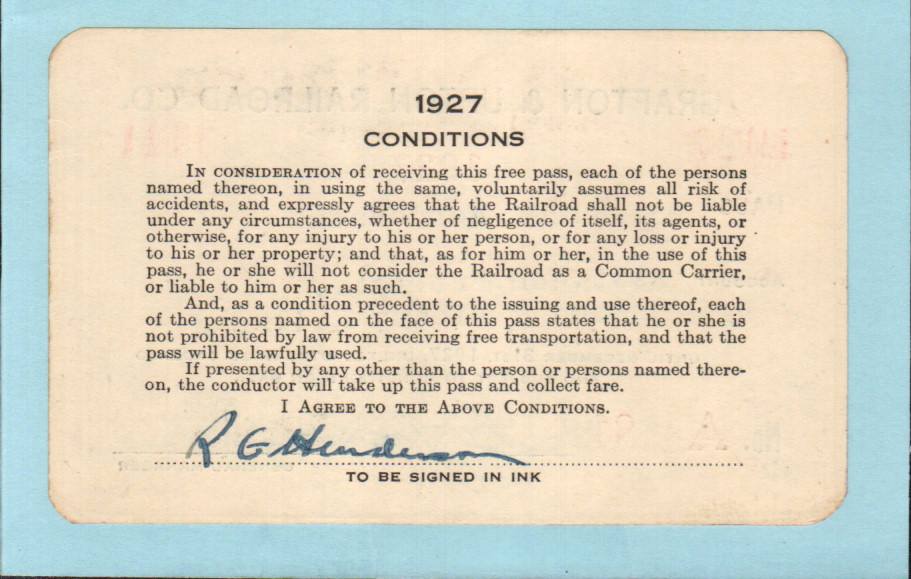 1927
CONDITIONS
In consideration of receiving this free pass, each of the persons
named thereon, in using the same, voluntarily assumes all risk of
accidents, and expressly agrees that the Railroad shall not be liable
under any circumstances, whether of negligence of itself, its agents, or
otherwise, for any injury to his or her person, or for any loss or injury
to his or her property; and that, as for him or her, in the use of this
pass, he or she will not consider the Railroad as a Common Carrier,
or liable to him or her as such.
And, as a condition precedent to the issuing and use thereof, each
of the persons named on the face of this pass states that he or she is
not prohibited by law from receiving free transportation, and that the
pass will be lawfully used.
If presented by any other than the person or persons named there-
on, the conductor will take up this pass and collect fare.
I Agree to the Above Conditions.
R G Henderson
TO BE SIGNED IN INK